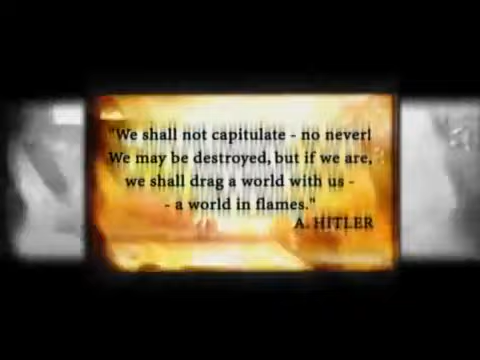 "We shall not capitulate - no never!
We may be destroyed, but if we are,
we shall drag a world with us -
- a world in flames."
A. HITLER